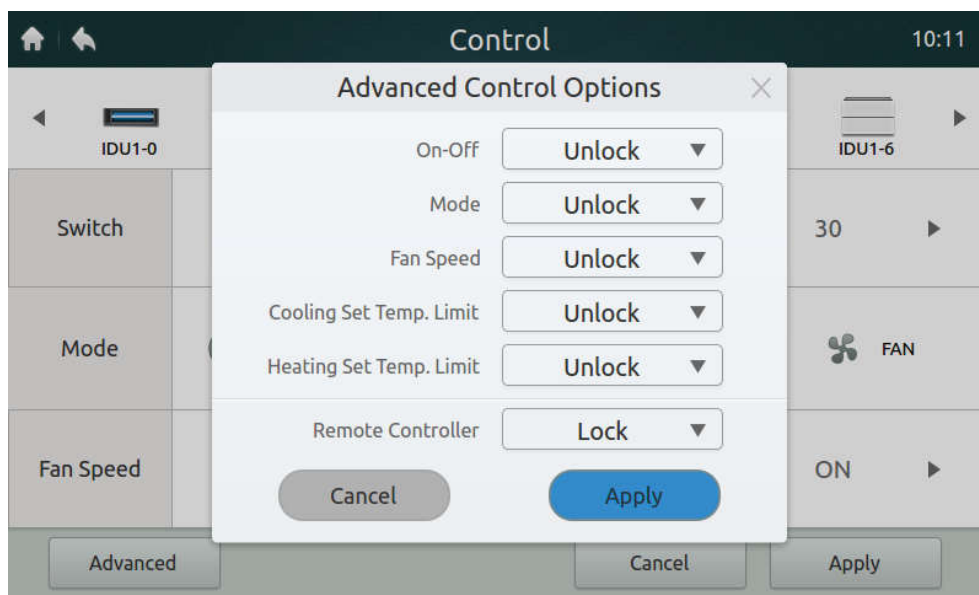 Control
10:11
Advanced Control Options
IDU1-0
IDU1-6
On-Off Unlock
Mode Unlock
Switch
30
Fan Speed Unlock
Cooling Set Temp. Limit Unlock
Mode
FAN
Heating Set Temp. Limit Unlock
Remote Controller Lock
Fan Speed
ON
Cancel Apply
Advanced Cancel Apply